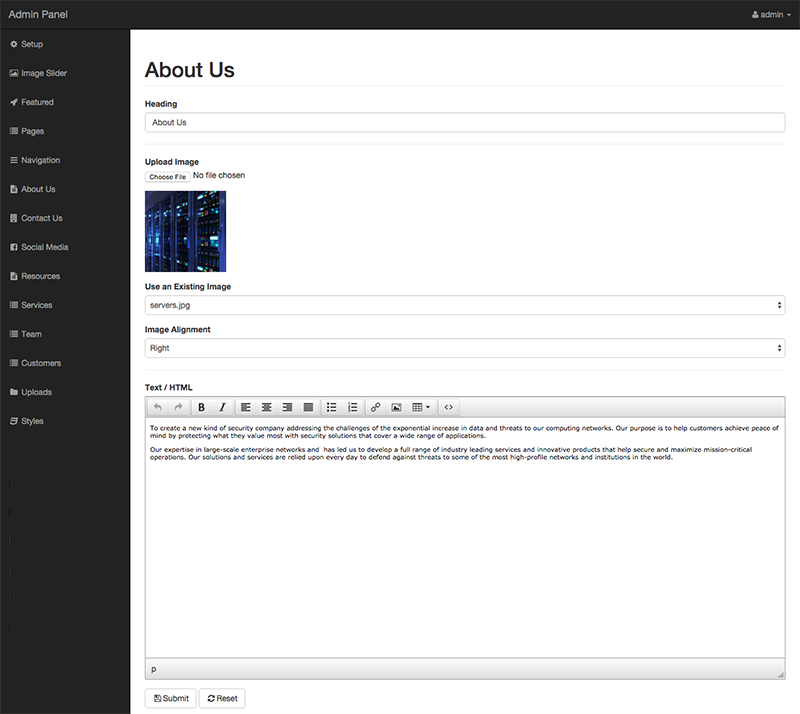 Admin Panel
admin
Setup
Image Slider
Featured
Pages
Navigation
About Us
Contact Us
Social Media
Resources
Services
Team
Customers
Uploads
Styles
About Us
Heading
About Us
Upload Image
Choose File No file chosen
Use an Existing Image
servers.jpg
Image Alignment
Right
Text / HTML
B I
To create a new kind of security company addressing the challenges of the exponential increase in data and threats to our computing networks. Our purpose is to help customers achieve peace of
mind by protecting what they value most with security solutions that cover a wide range of applications.
Our expertise in large-scale enterprise networks and  has led us to develop a full range of industry leading services and innovative products that help secure and maximize mission-critical
operations. Our solutions and services are relied upon every day to defend against threats to some of the most high-profile networks and institutions in the world.
p
Submit Reset